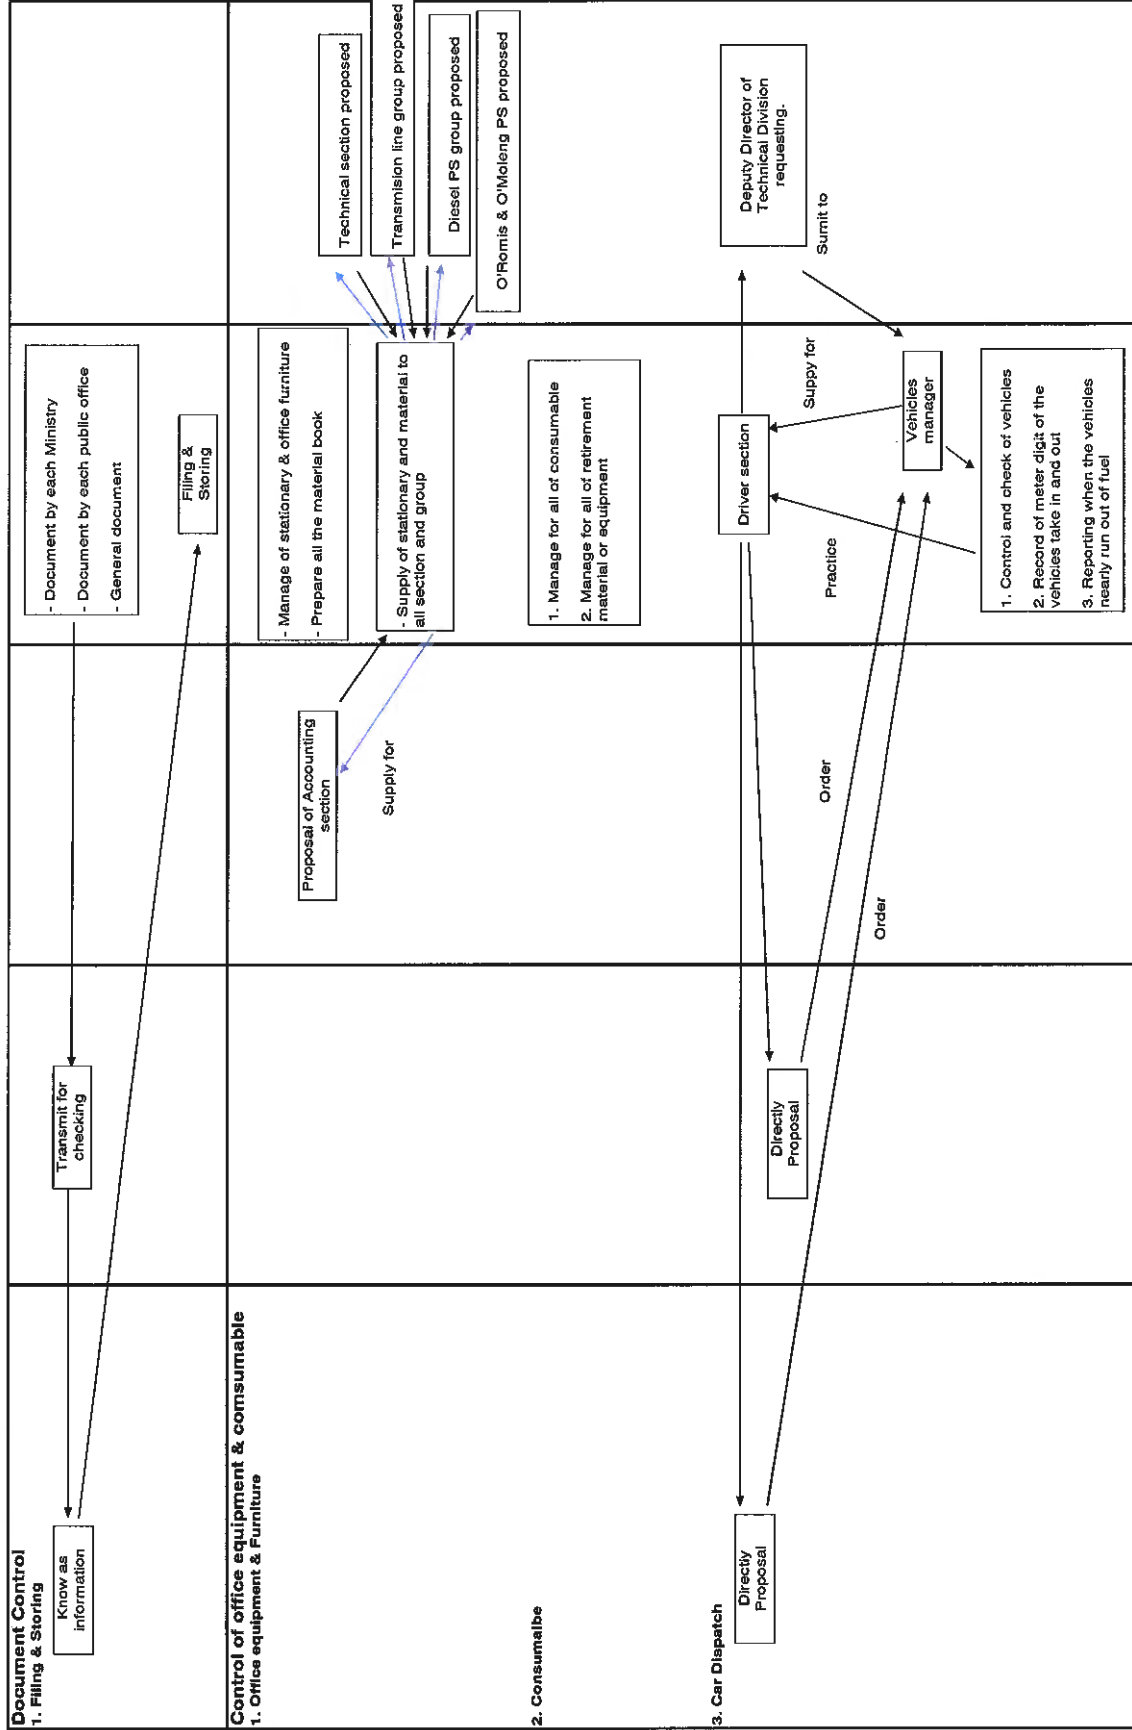 Document Control
1. Filing & Storing
Know as
information
Transmit for
checking
- Document by each Ministry
- Document by each public office
- General document
Filing &
Storing
Control of office equipment & comsumable
1. Office equipment & Furniture
Proposal of Accounting
section
Supply for
- Manage of stationary & office furniture
- Prepare all the material book
- Supply of stationary and material to
all section and group
Technical section proposed
Transmision line group proposed
Diesel PS group proposed
O'Romis & O'Moleng PS proposed
2. Consumalbe
1. Manage for all of consumable
2. Manage for all of retirement
material or equipment
3. Car Dispatch
Directly
Proposal
Directly
Proposal
Order
Order
Driver section
Practice
Suppy for
Vehicles
manager
Deputy Director of
Technical Division
requesting.
Sumit to
1. Control and check of vehicles
2. Record of meter digit of the
vehicles take in and out
3. Reporting when the vehicles
nearly run out of fuel